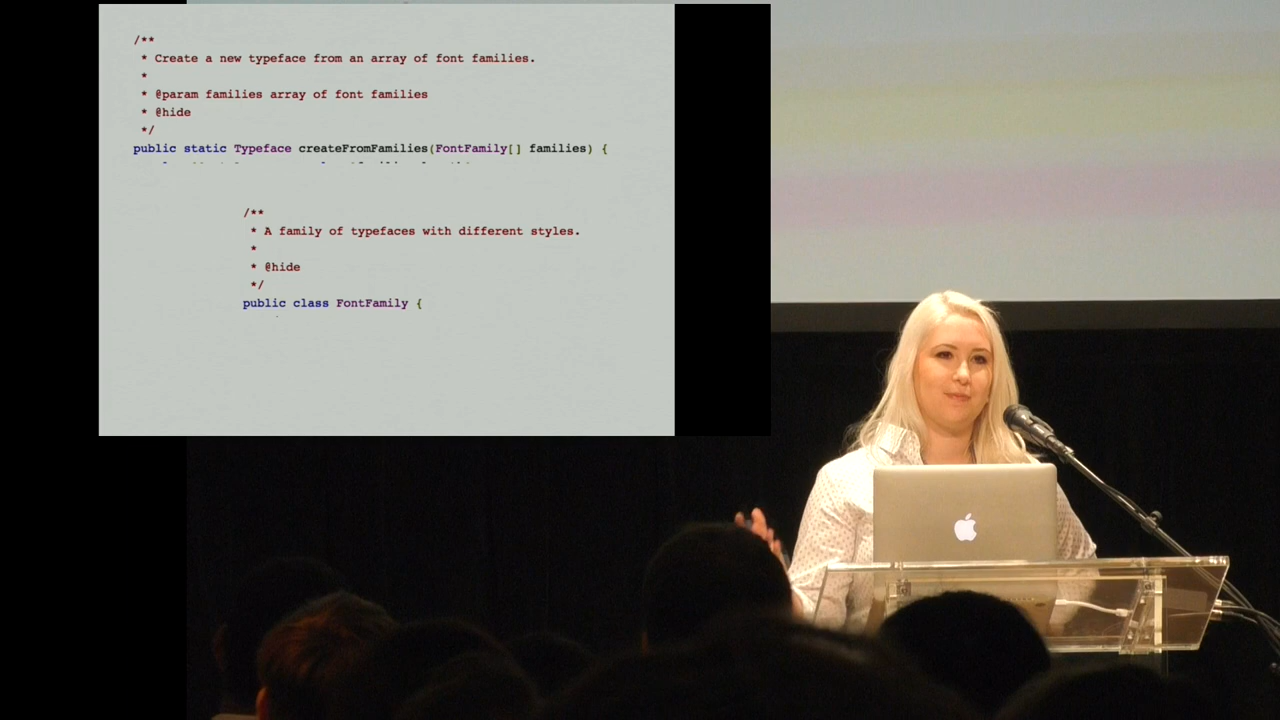 /**
* Create a new typeface from an array of font families.
*
* @param families array of font families
* @hide
*/
public static Typeface createFromFamilies(FontFamily[] families) {
/**
* A family of typefaces with different styles.
*
* @hide
*/
public class FontFamily {